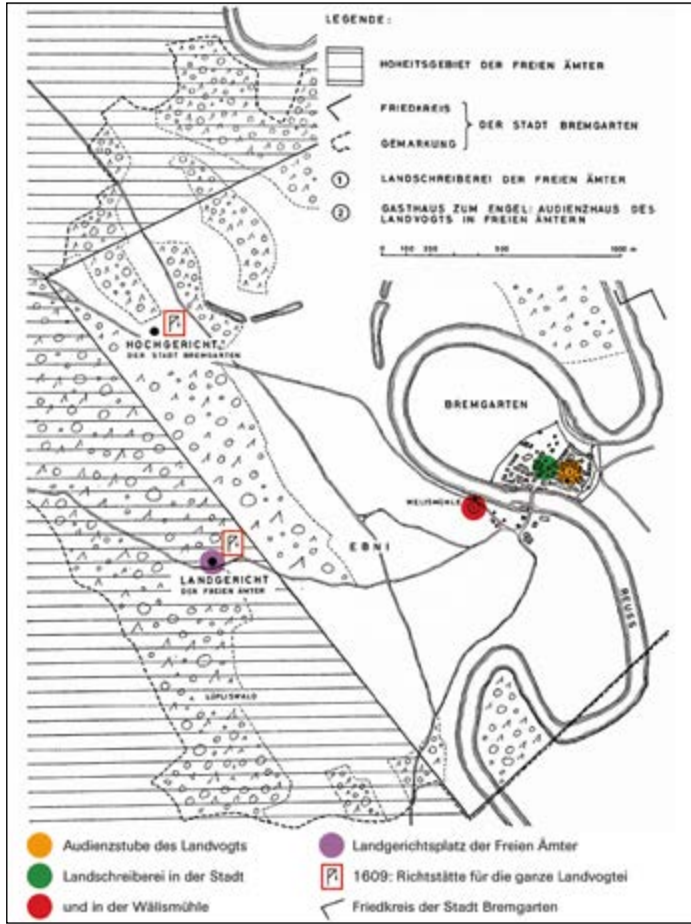 LEGENDE:
HOHEITSGEBIET DER FREIEN ÄMTER
FRIEDKREIS
DER STADT BREMGARTEN
GEMARKUNG
1 LANDSCHREIBEREI DER FREIEN ÄMTER
2 GASTHAUS ZUM ENGEL: AUDIENZHAUS DES
LANDVOGTS IN FREIEN ÄMTERN
0 100 200 500 1000 m
HOCHGERICHT
DER STADT BREMGARTEN
BREMGARTEN
WELISMÜHLE
EBNI
REUSS
LANDGERICHT
DER FREIEN ÄMTER
LÜPLISWALD
Audienzstube des Landvogts
Landschreiberei in der Stadt
und in der Wälismühle
Landgerichtsplatz der Freien Ämter
1609: Richtstätte für die ganze Landvogtei
Friedkreis der Stadt Bremgarten